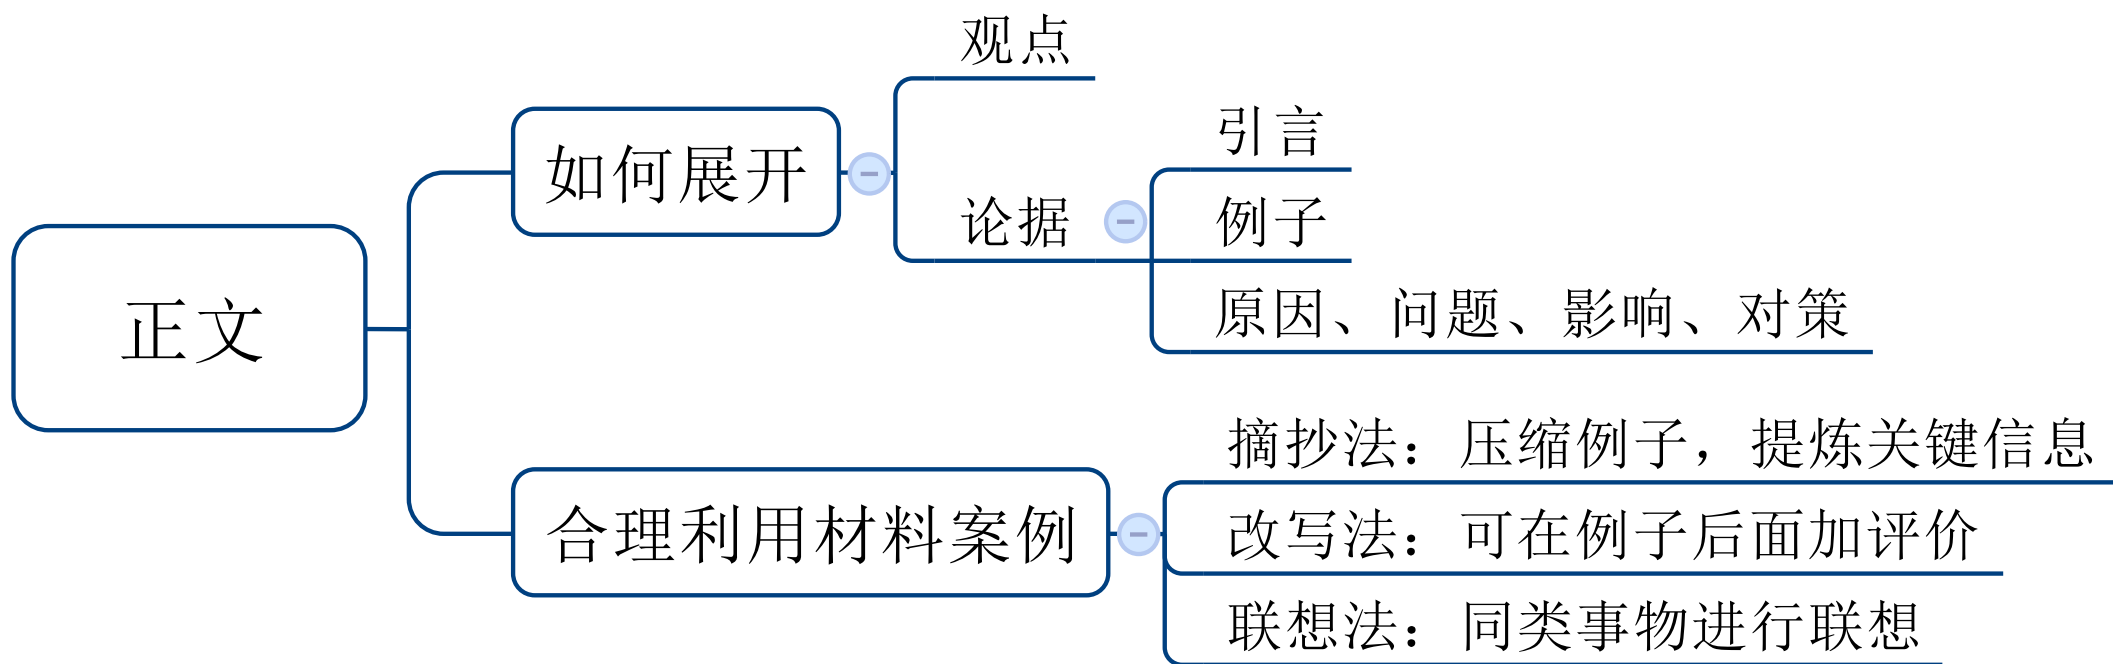 正文
如何展开
观点
论据
引言
例子
原因、问题、影响、对策
合理利用材料案例
摘抄法：压缩例子，提炼关键信息
改写法：可在例子后面加评价
联想法：同类事物进行联想